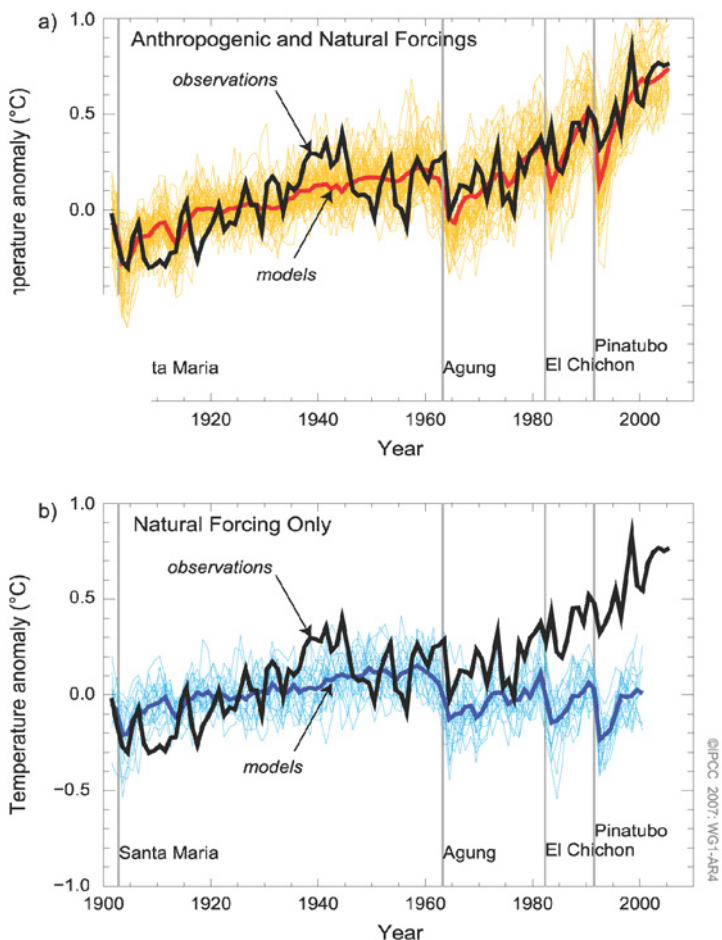 a)
1.0
Anthropogenic and Natural Forcings
observations
0.5
0.0
nperature anomaly (°C)
models
ta Maria
Agung
El Chichon
Pinatubo
1920
1940
1960
1980
2000
Year
b)
1.0
Natural Forcing Only
observations
0.5
0.0
Temperature anomaly (°C)
models
−0.5
Santa Maria
Agung
El Chichon
Pinatubo
−1.0
1900
1920
1940
1960
1980
2000
Year
©IPCC 2007: WG1-AR4